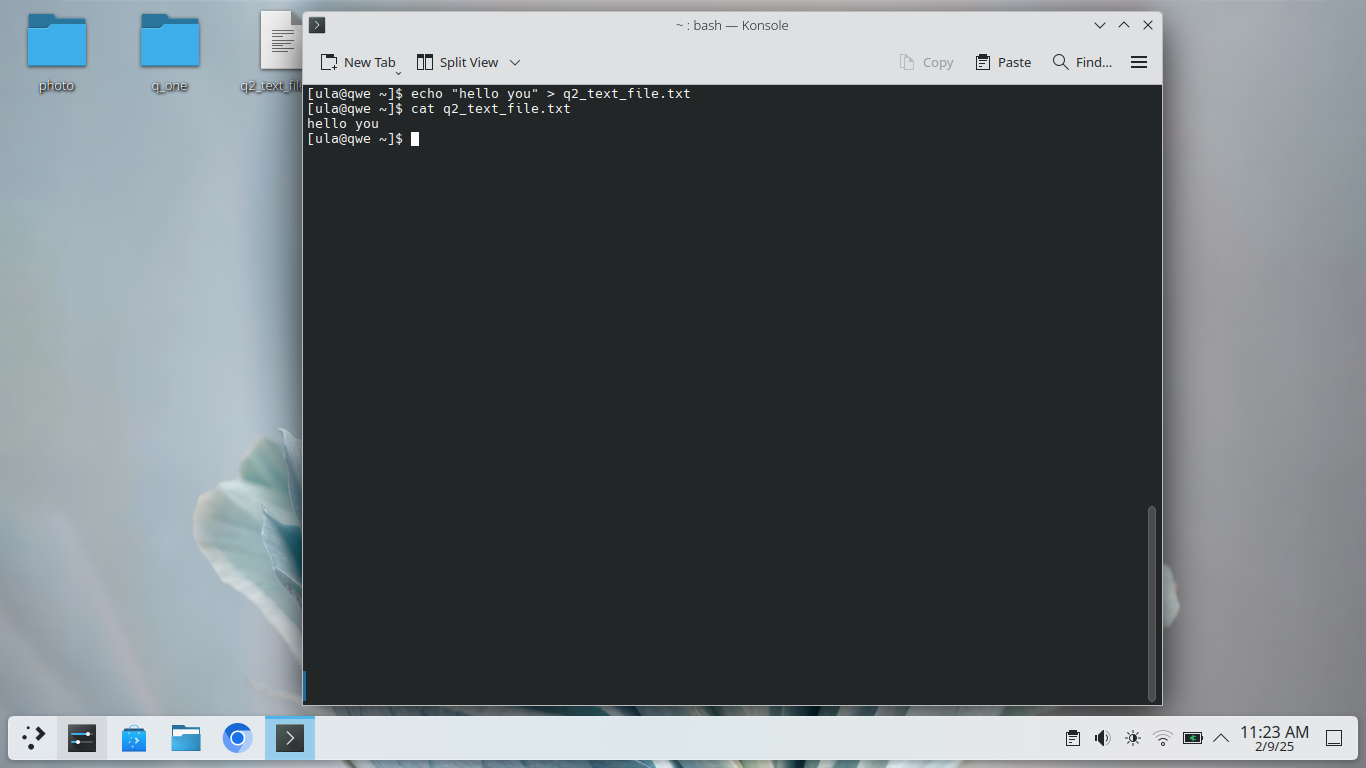 photo
q_one
q2_text_fil
~ : bash — Konsole
New Tab
Split View
Copy
Paste
Find...
[ula@qwe ~]$ echo "hello you" > q2_text_file.txt
[ula@qwe ~]$ cat q2_text_file.txt
hello you
[ula@qwe ~]$
11:23 AM
2/9/25